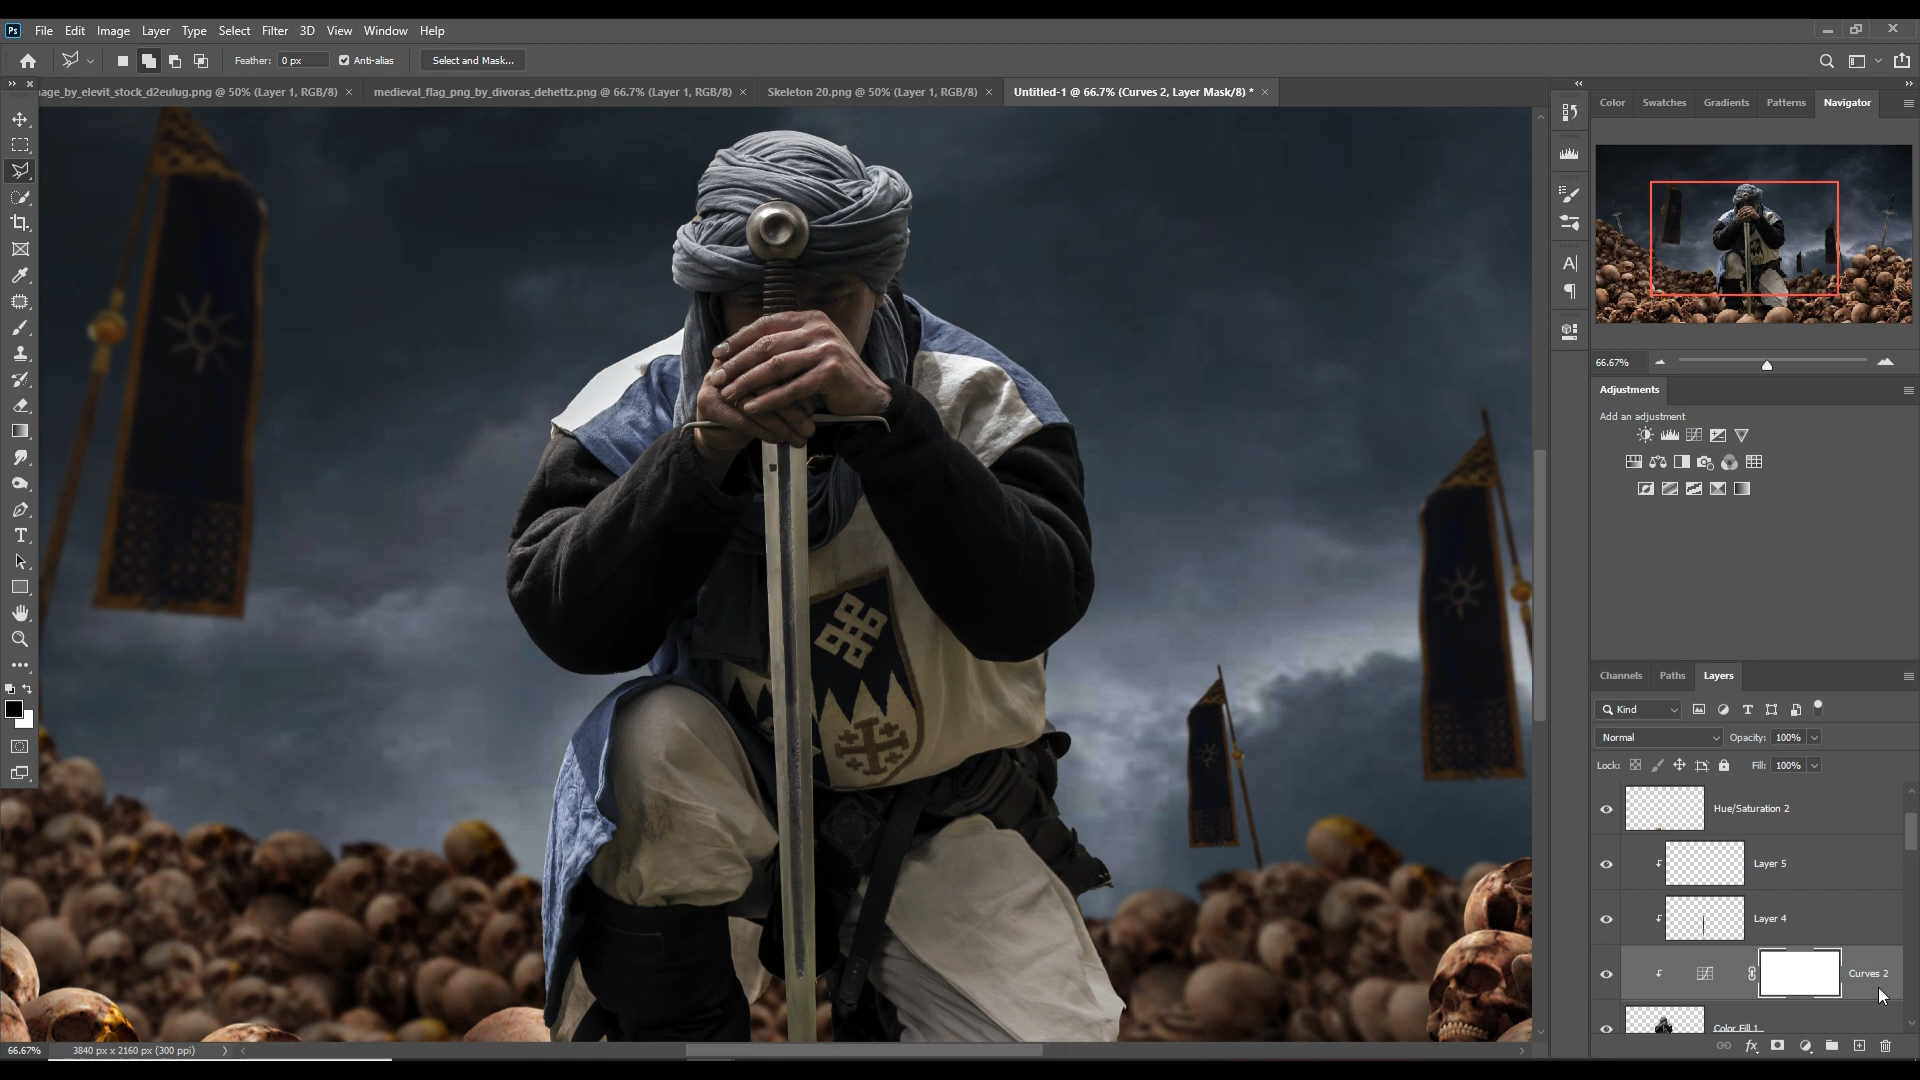 Ps File Edit Image Layer Type Select Filter 3D View Window Help
Feather: 0 px Anti-alias Select and Mask...
age_by_elevit_stock_d2eulug.png @ 50% (Layer 1, RGB/8) × medieval_flag_png_by_divoras_dehettz.png @ 66.7% (Layer 1, RGB/8) × Skeleton 20.png @ 50% (Layer 1, RGB/8) × Untitled-1 @ 66.7% (Curves 2, Layer Mask/8) * ×
Color Swatches Gradients Patterns Navigator
66.67%
Adjustments
Add an adjustment
Channels Paths Layers
Kind
Normal Opacity: 100%
Lock: Fill: 100%
Hue/Saturation 2
Layer 5
Layer 4
Curves 2
Color Fill 1
66.67% 3840 px x 2160 px (300 ppi)